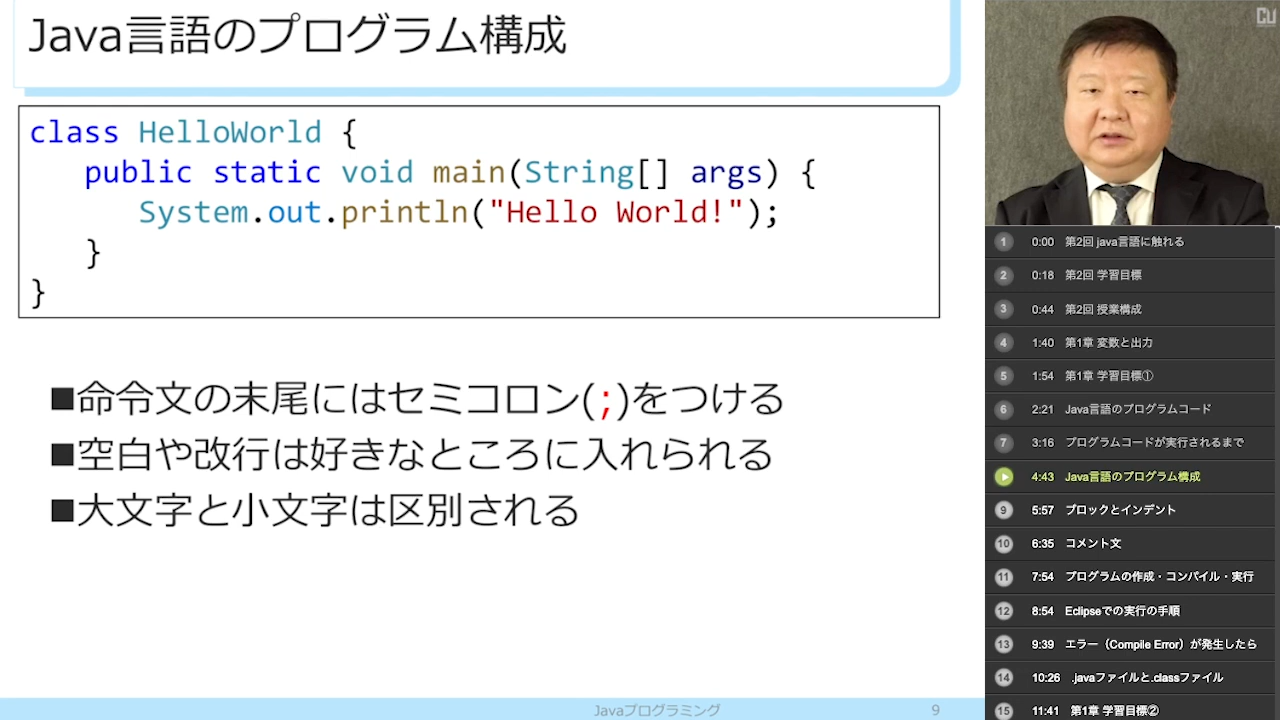 Java言語のプログラム構成
class HelloWorld {
public static void main(String[] args) {
System.out.println("Hello World!");
}
}
■命令文の末尾にはセミコロン(;)をつける
■空白や改行は好きなところに入れられる
■大文字と小文字は区別される
Javaプログラミング
9
CU
1 0:00 第2回 java言語に触れる
2 0:18 第2回 学習目標
3 0:44 第2回 授業構成
4 1:40 第1章 変数と出力
5 1:54 第1章 学習目標①
6 2:21 Java言語のプログラムコード
7 3:16 プログラムコードが実行されるまで
4:43 Java言語のプログラム構成
9 5:57 ブロックとインデント
10 6:35 コメント文
11 7:54 プログラムの作成・コンパイル・実行
12 8:54 Eclipseでの実行の手順
13 9:39 エラー（Compile Error）が発生したら
14 10:26 .javaファイルと.classファイル
15 11:41 第1章 学習目標②